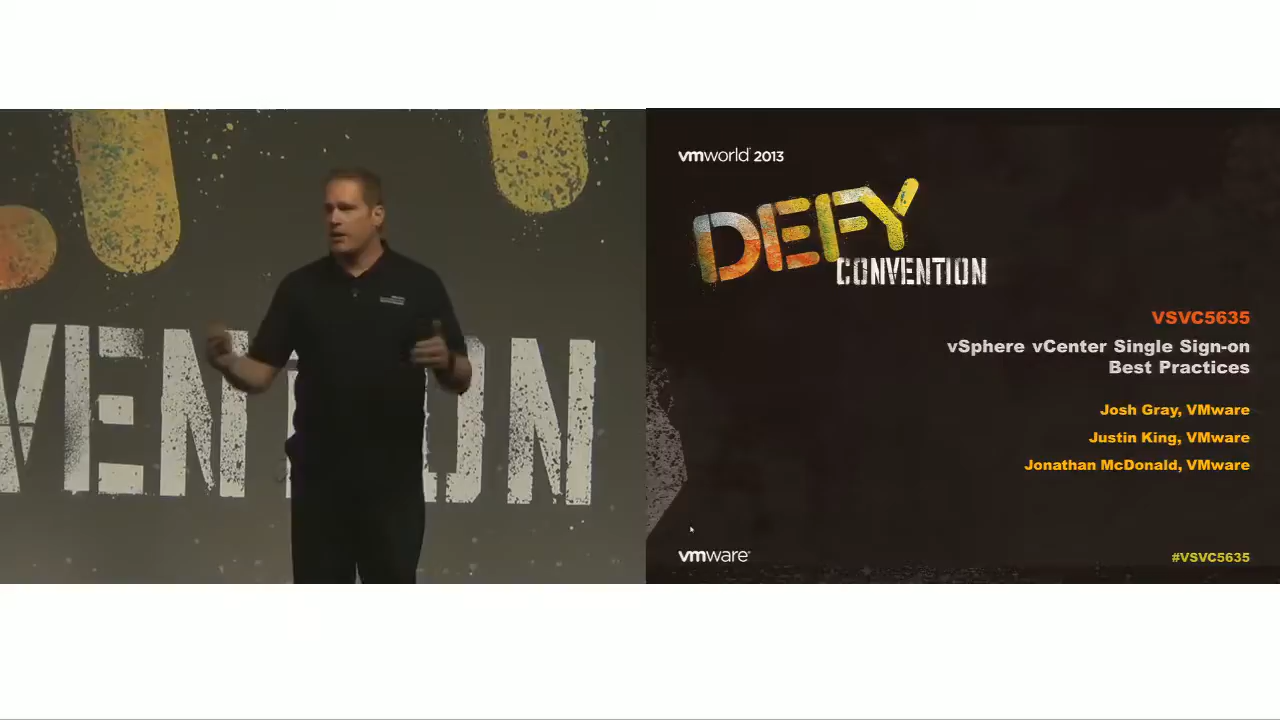 VENTION
vmworld® 2013
DEFY
CONVENTION
VSVC5635
vSphere vCenter Single Sign-on
Best Practices
Josh Gray, VMware
Justin King, VMware
Jonathan McDonald, VMware
vmware®
#VSVC5635